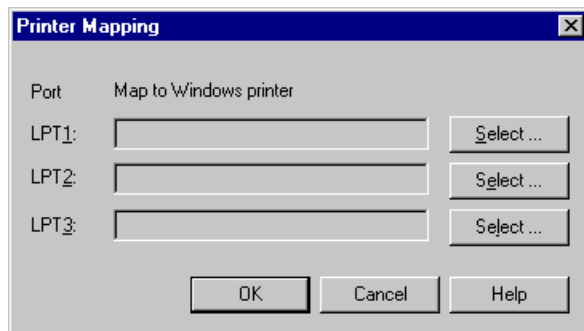 Printer Mapping
Port Map to Windows printer
LPT1: Select ...
LPT2: Select ...
LPT3: Select ...
OK Cancel Help